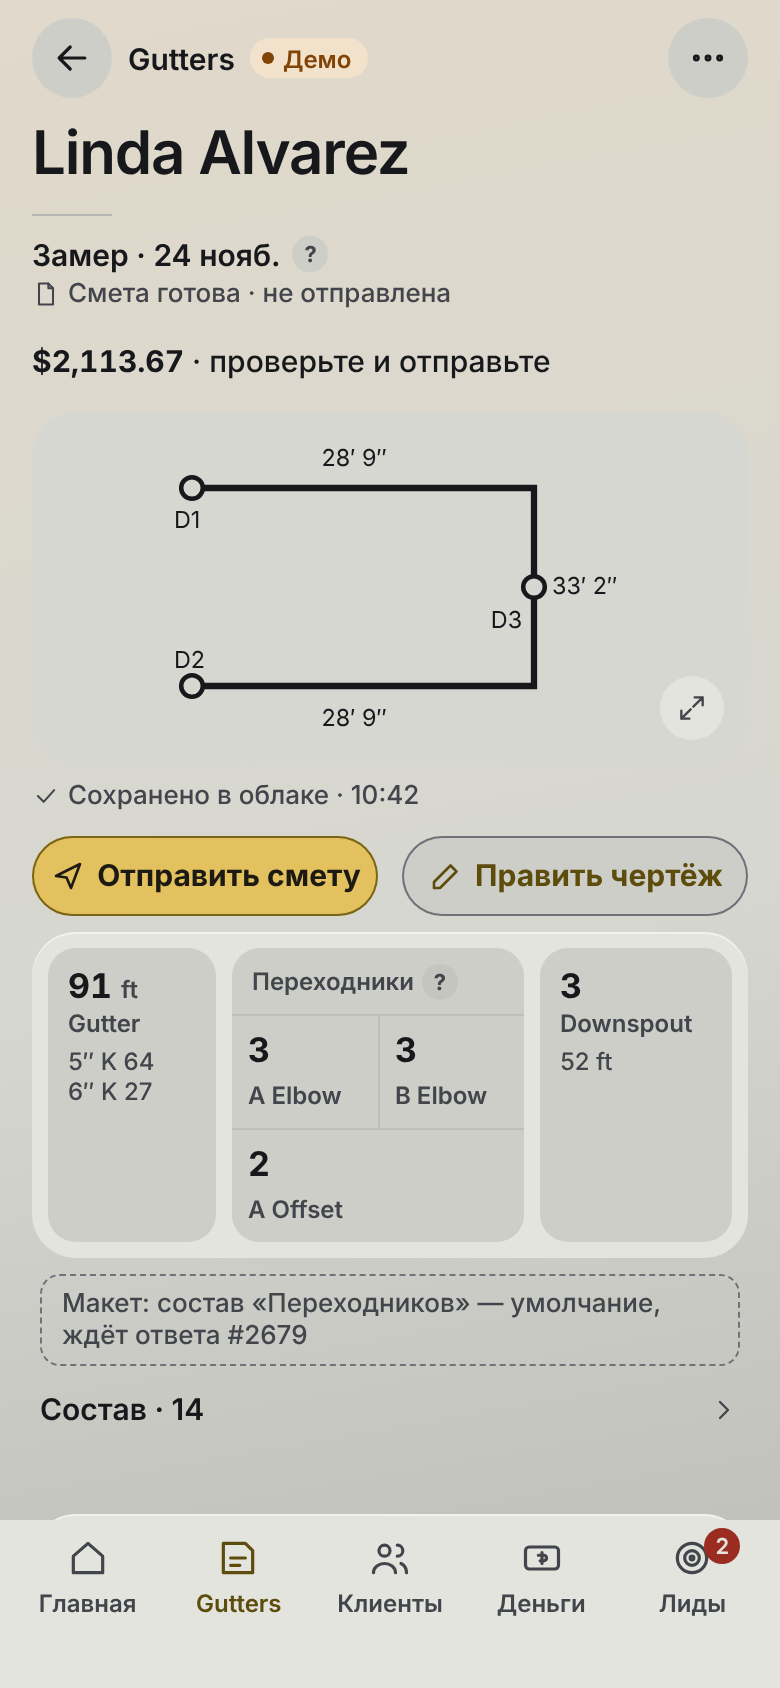 Gutters
Демо
Linda Alvarez
Замер · 24 нояб. ?
Смета готова · не отправлена
$2,113.67 · проверьте и отправьте
28′ 9″
D1
33′ 2″
D3
D2
28′ 9″
Сохранено в облаке · 10:42
Отправить смету
Править чертёж
91 ft
Gutter
5″ K 64
6″ K 27
Переходники ?
3
A Elbow
3
B Elbow
2
A Offset
3
Downspout
52 ft
Макет: состав «Переходников» — умолчание,
ждёт ответа #2679
Состав · 14
2
Главная
Gutters
Клиенты
Деньги
Лиды